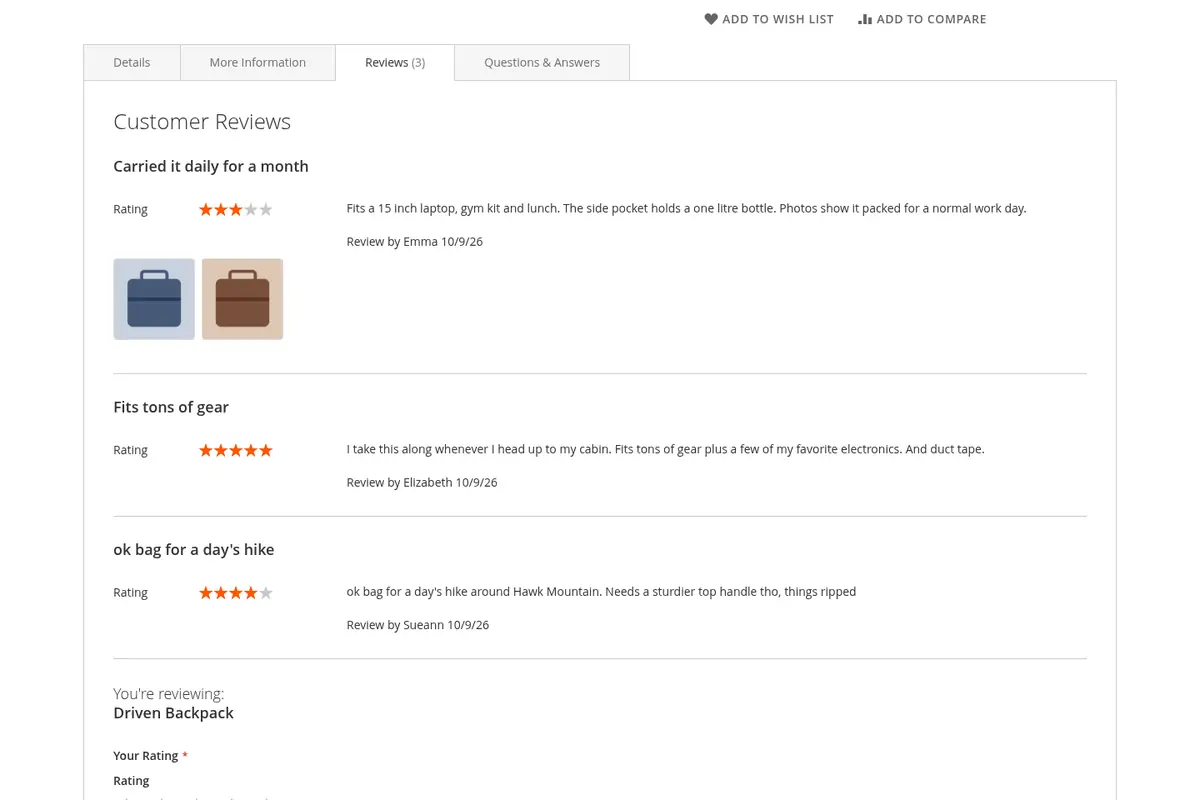 ADD TO WISH LIST ADD TO COMPARE
Details More Information Reviews (3) Questions & Answers
Customer Reviews
Carried it daily for a month
Rating Fits a 15 inch laptop, gym kit and lunch. The side pocket holds a one litre bottle. Photos show it packed for a normal work day.
Review by Emma 10/9/26
Fits tons of gear
Rating I take this along whenever I head up to my cabin. Fits tons of gear plus a few of my favorite electronics. And duct tape.
Review by Elizabeth 10/9/26
ok bag for a day's hike
Rating ok bag for a day's hike around Hawk Mountain. Needs a sturdier top handle tho, things ripped
Review by Sueann 10/9/26
You're reviewing:
Driven Backpack
Your Rating *
Rating